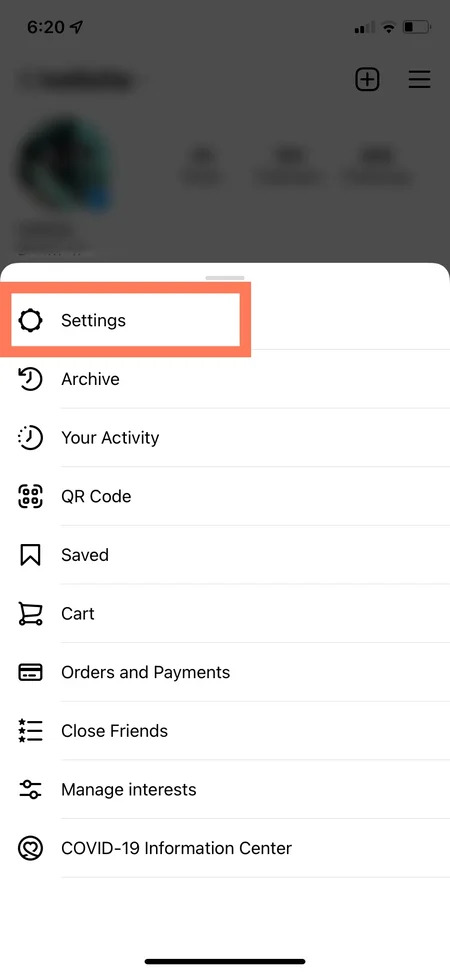 6:20
Settings
Archive
Your Activity
QR Code
Saved
Cart
Orders and Payments
Close Friends
Manage interests
COVID-19 Information Center